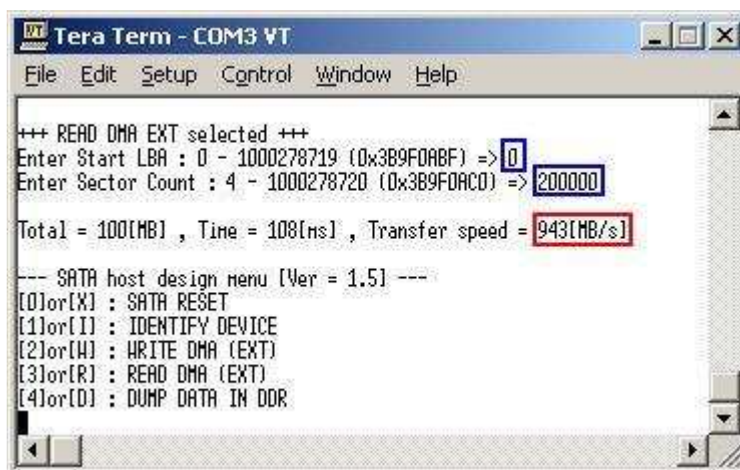 VT Tera Term - COM3 VT
File Edit Setup Control Window Help
+++ READ DMA EXT selected +++
Enter Start LBA : 0 - 1000278719 (0x3B9F0ABF) => 0
Enter Sector Count : 4 - 1000278720 (0x3B9F0AC0) => 200000
Total = 100[MB] , Time = 108[ms] , Transfer speed = 943[MB/s]
--- SATA host design menu [Ver = 1.5] ---
[0]or[X] : SATA RESET
[1]or[I] : IDENTIFY DEVICE
[2]or[W] : WRITE DMA (EXT)
[3]or[R] : READ DMA (EXT)
[4]or[D] : DUMP DATA IN DDR